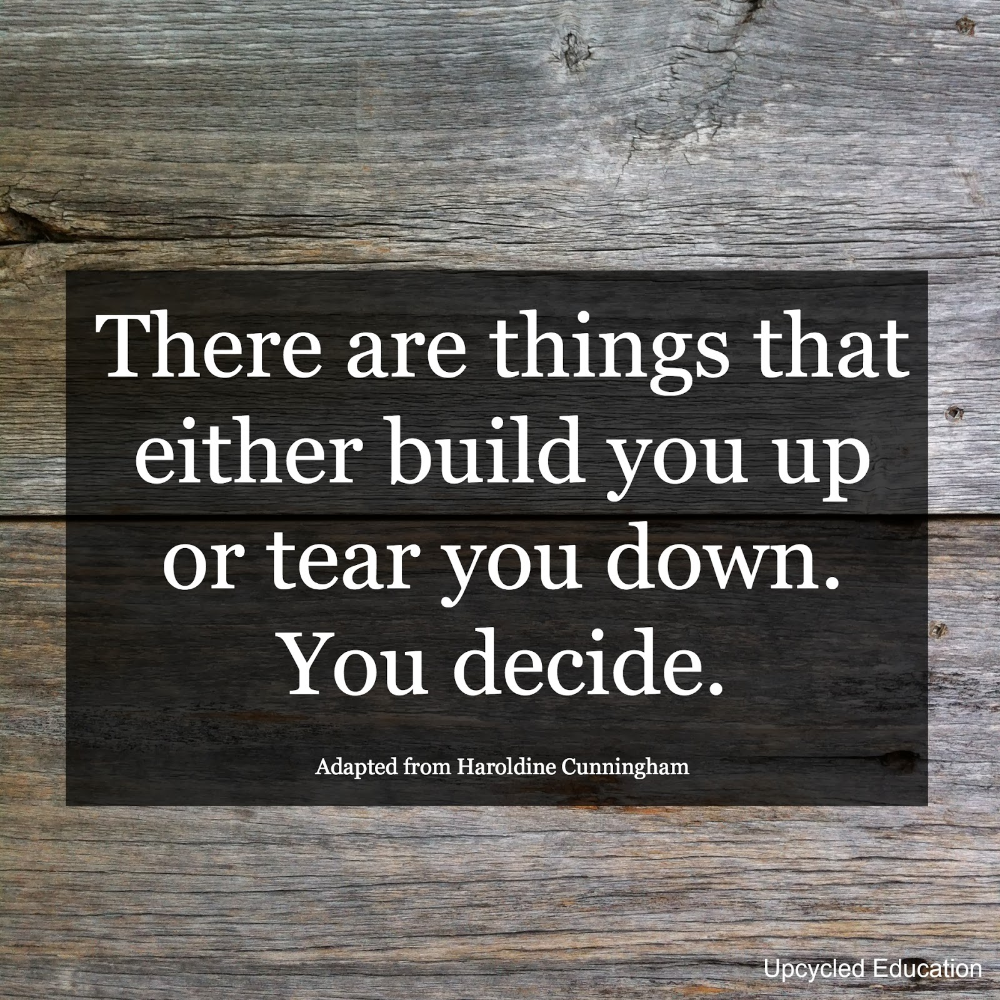 There are things that
either build you up
or tear you down.
You decide.
Adapted from Haroldine Cunningham
Upcycled Education